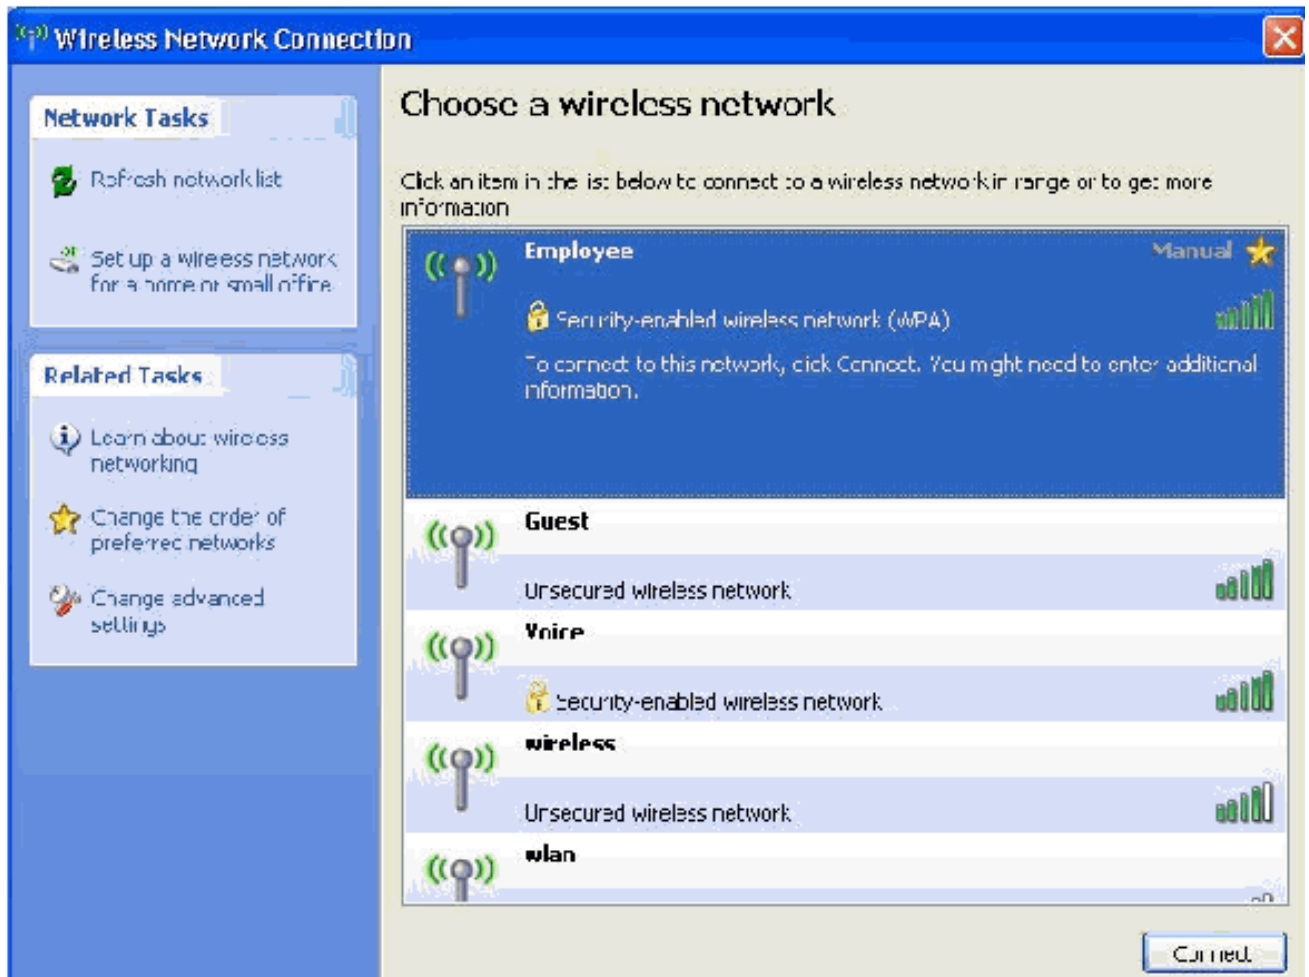 Wireless Network Connection
Network Tasks
Refresh network list
Set up a wireless network
for a home or small office
Related Tasks
Learn about wireless
networking
Change the order of
preferred networks
Change advanced
settings
Choose a wireless network
Click an item in the list below to connect to a wireless network in range or to get more
information
Employee
Manual
Security-enabled wireless network (WPA)
To connect to this network, click Connect. You might need to enter additional
information.
Guest
Unsecured wireless network
Voice
Security-enabled wireless network
wireless
Unsecured wireless network
wlan
Connect